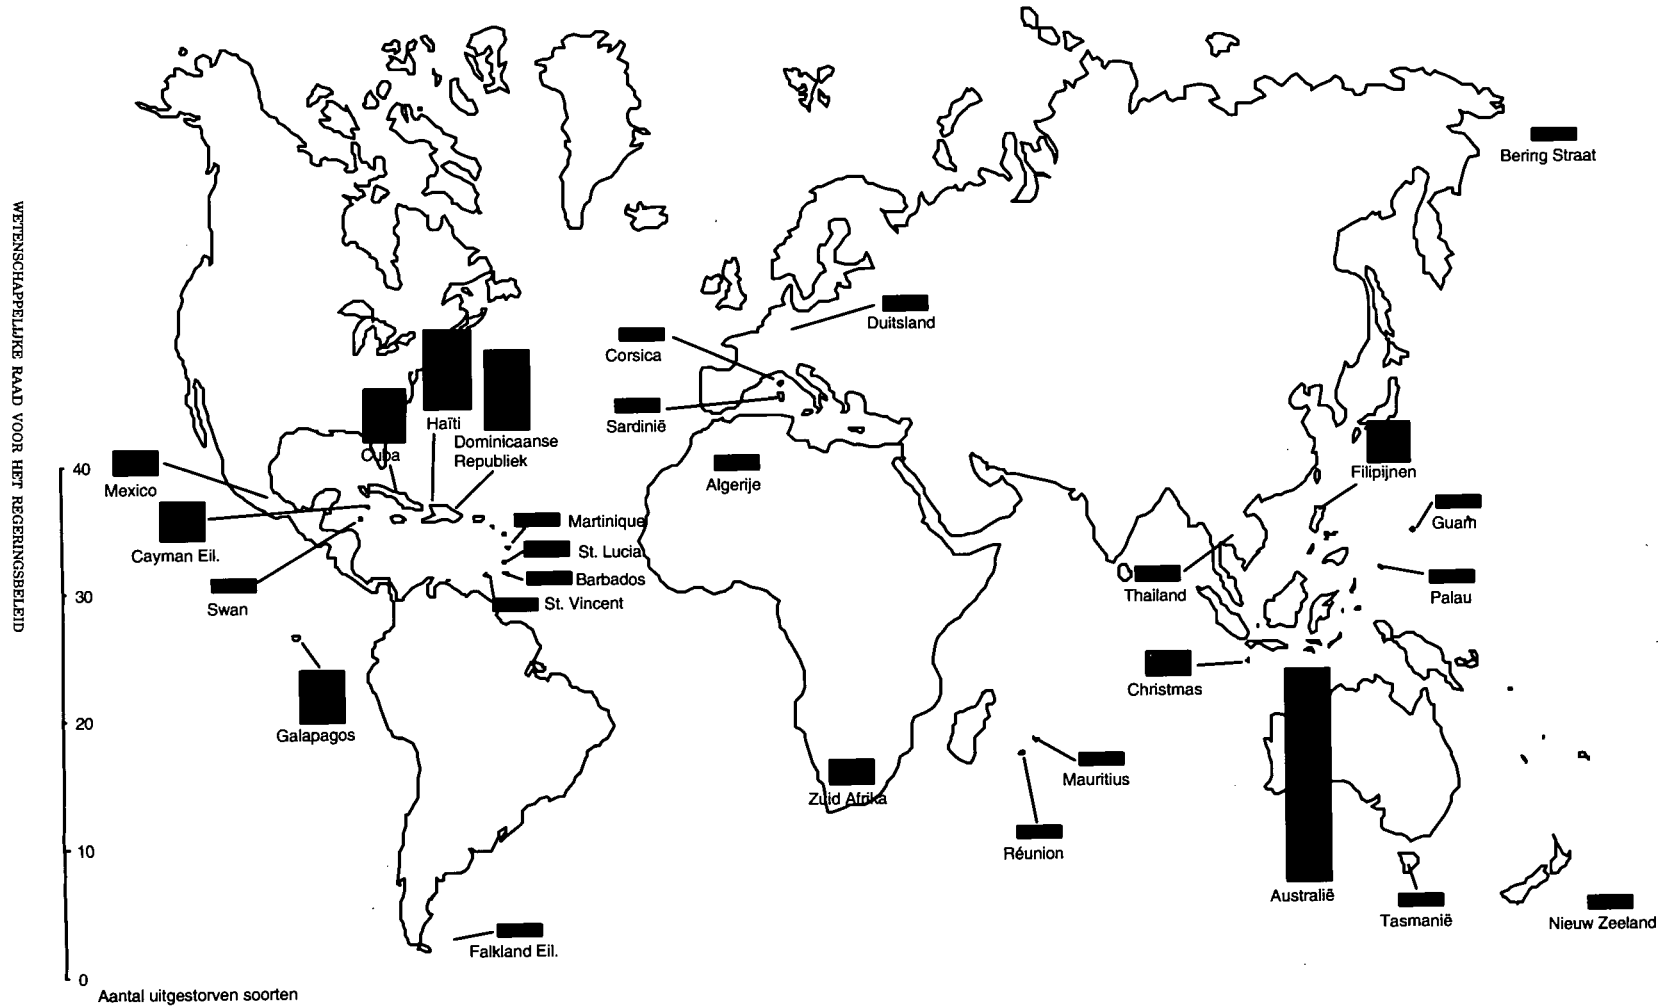 WETENSCHAPPELIJKE RAAD VOOR HET REGERINGSBELEID
Bering Straat
Duitsland
Corsica
Sardinië
Haïti
Dominicaanse
Republiek
Cuba
Algerije
Filipijnen
40
Mexico
Guam
Martinique
Cayman Eil.
St. Lucia
Barbados
St. Vincent
Thailand
Palau
30
Swan
Christmas
20
Galapagos
Mauritius
Zuid Afrika
10
Réunion
Australië
Tasmanië
Nieuw Zeeland
Falkland Eil.
0
Aantal uitgestorven soorten